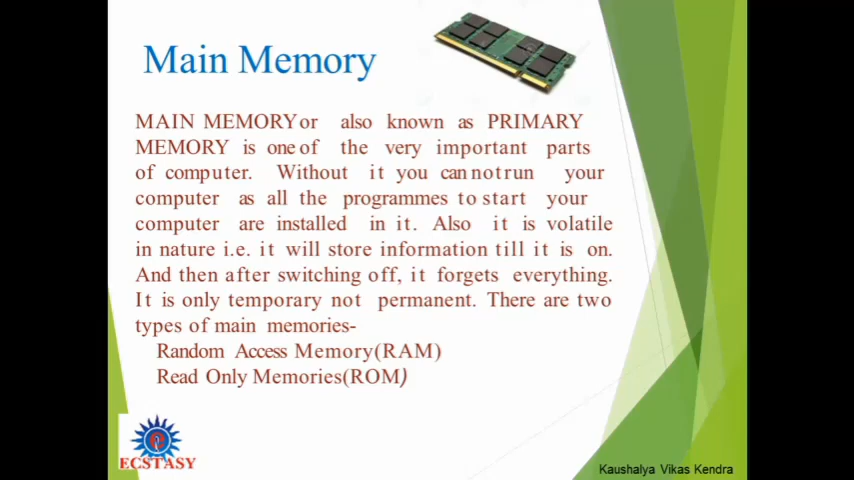 Main Memory
MAIN MEMORY or also known as PRIMARY
MEMORY is one of the very important parts
of computer. Without it you cannot run your
computer as all the programmes to start your
computer are installed in it. Also it is volatile
in nature i.e. it will store information till it is on.
And then after switching off, it forgets everything.
It is only temporary not permanent. There are two
types of main memories-
Random Access Memory(RAM)
Read Only Memories(ROM)
ECSTASY
Kaushalya Vikas Kendra